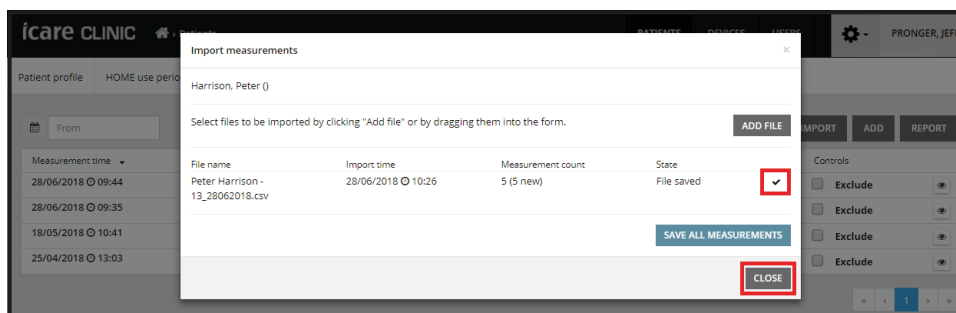 icare CLINIC
Patients
PATIENTS DEVICES USERS
PRONGER, JEF
Import measurements ×
Patient profile HOME use perio
Harrison, Peter ()
Select files to be imported by clicking "Add file" or by dragging them into the form. ADD FILE
From
IMPORT ADD REPORT
Measurement time
Controls
File name Import time Measurement count State
Peter Harrison - 28/06/2018 10:26 5 (5 new) File saved
13_28062018.csv
28/06/2018 09:44 Exclude
28/06/2018 09:35 Exclude
SAVE ALL MEASUREMENTS
18/05/2018 10:41 Exclude
25/04/2018 13:03 Exclude
CLOSE
« ‹ 1 › »